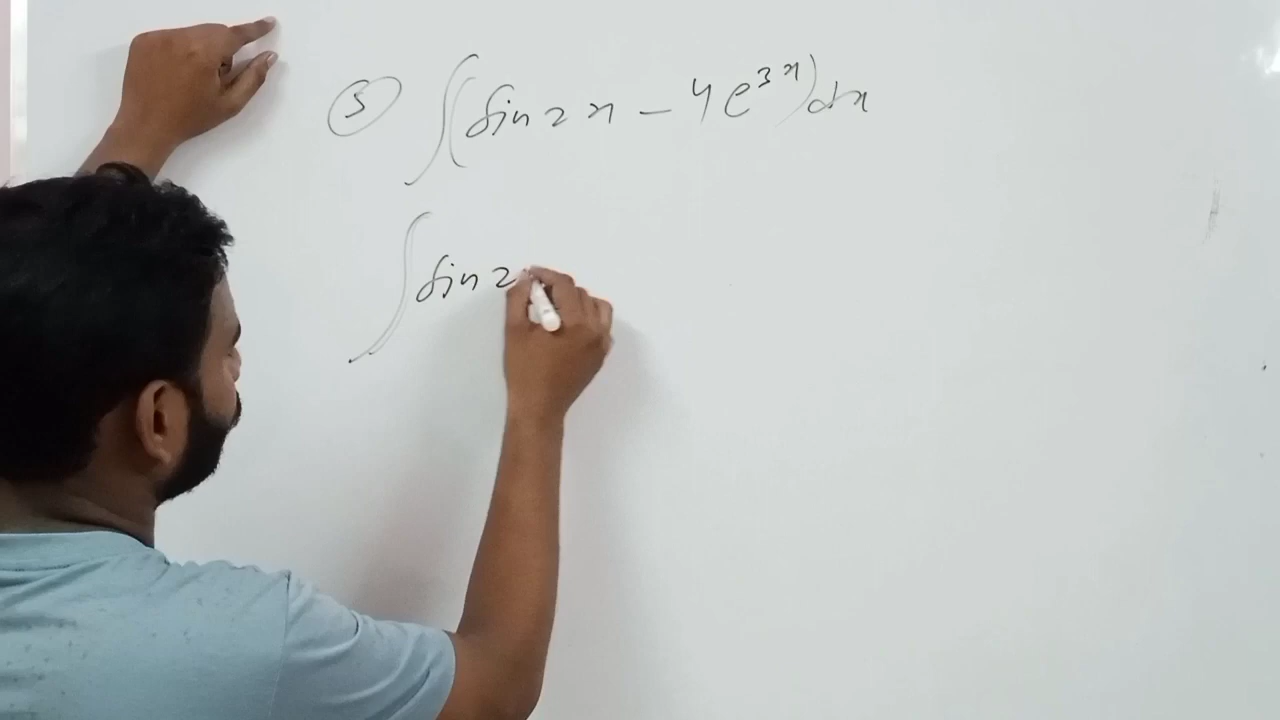 ⑤ ∫(sin 2x - 4e^{3x})dx
∫ sin 2